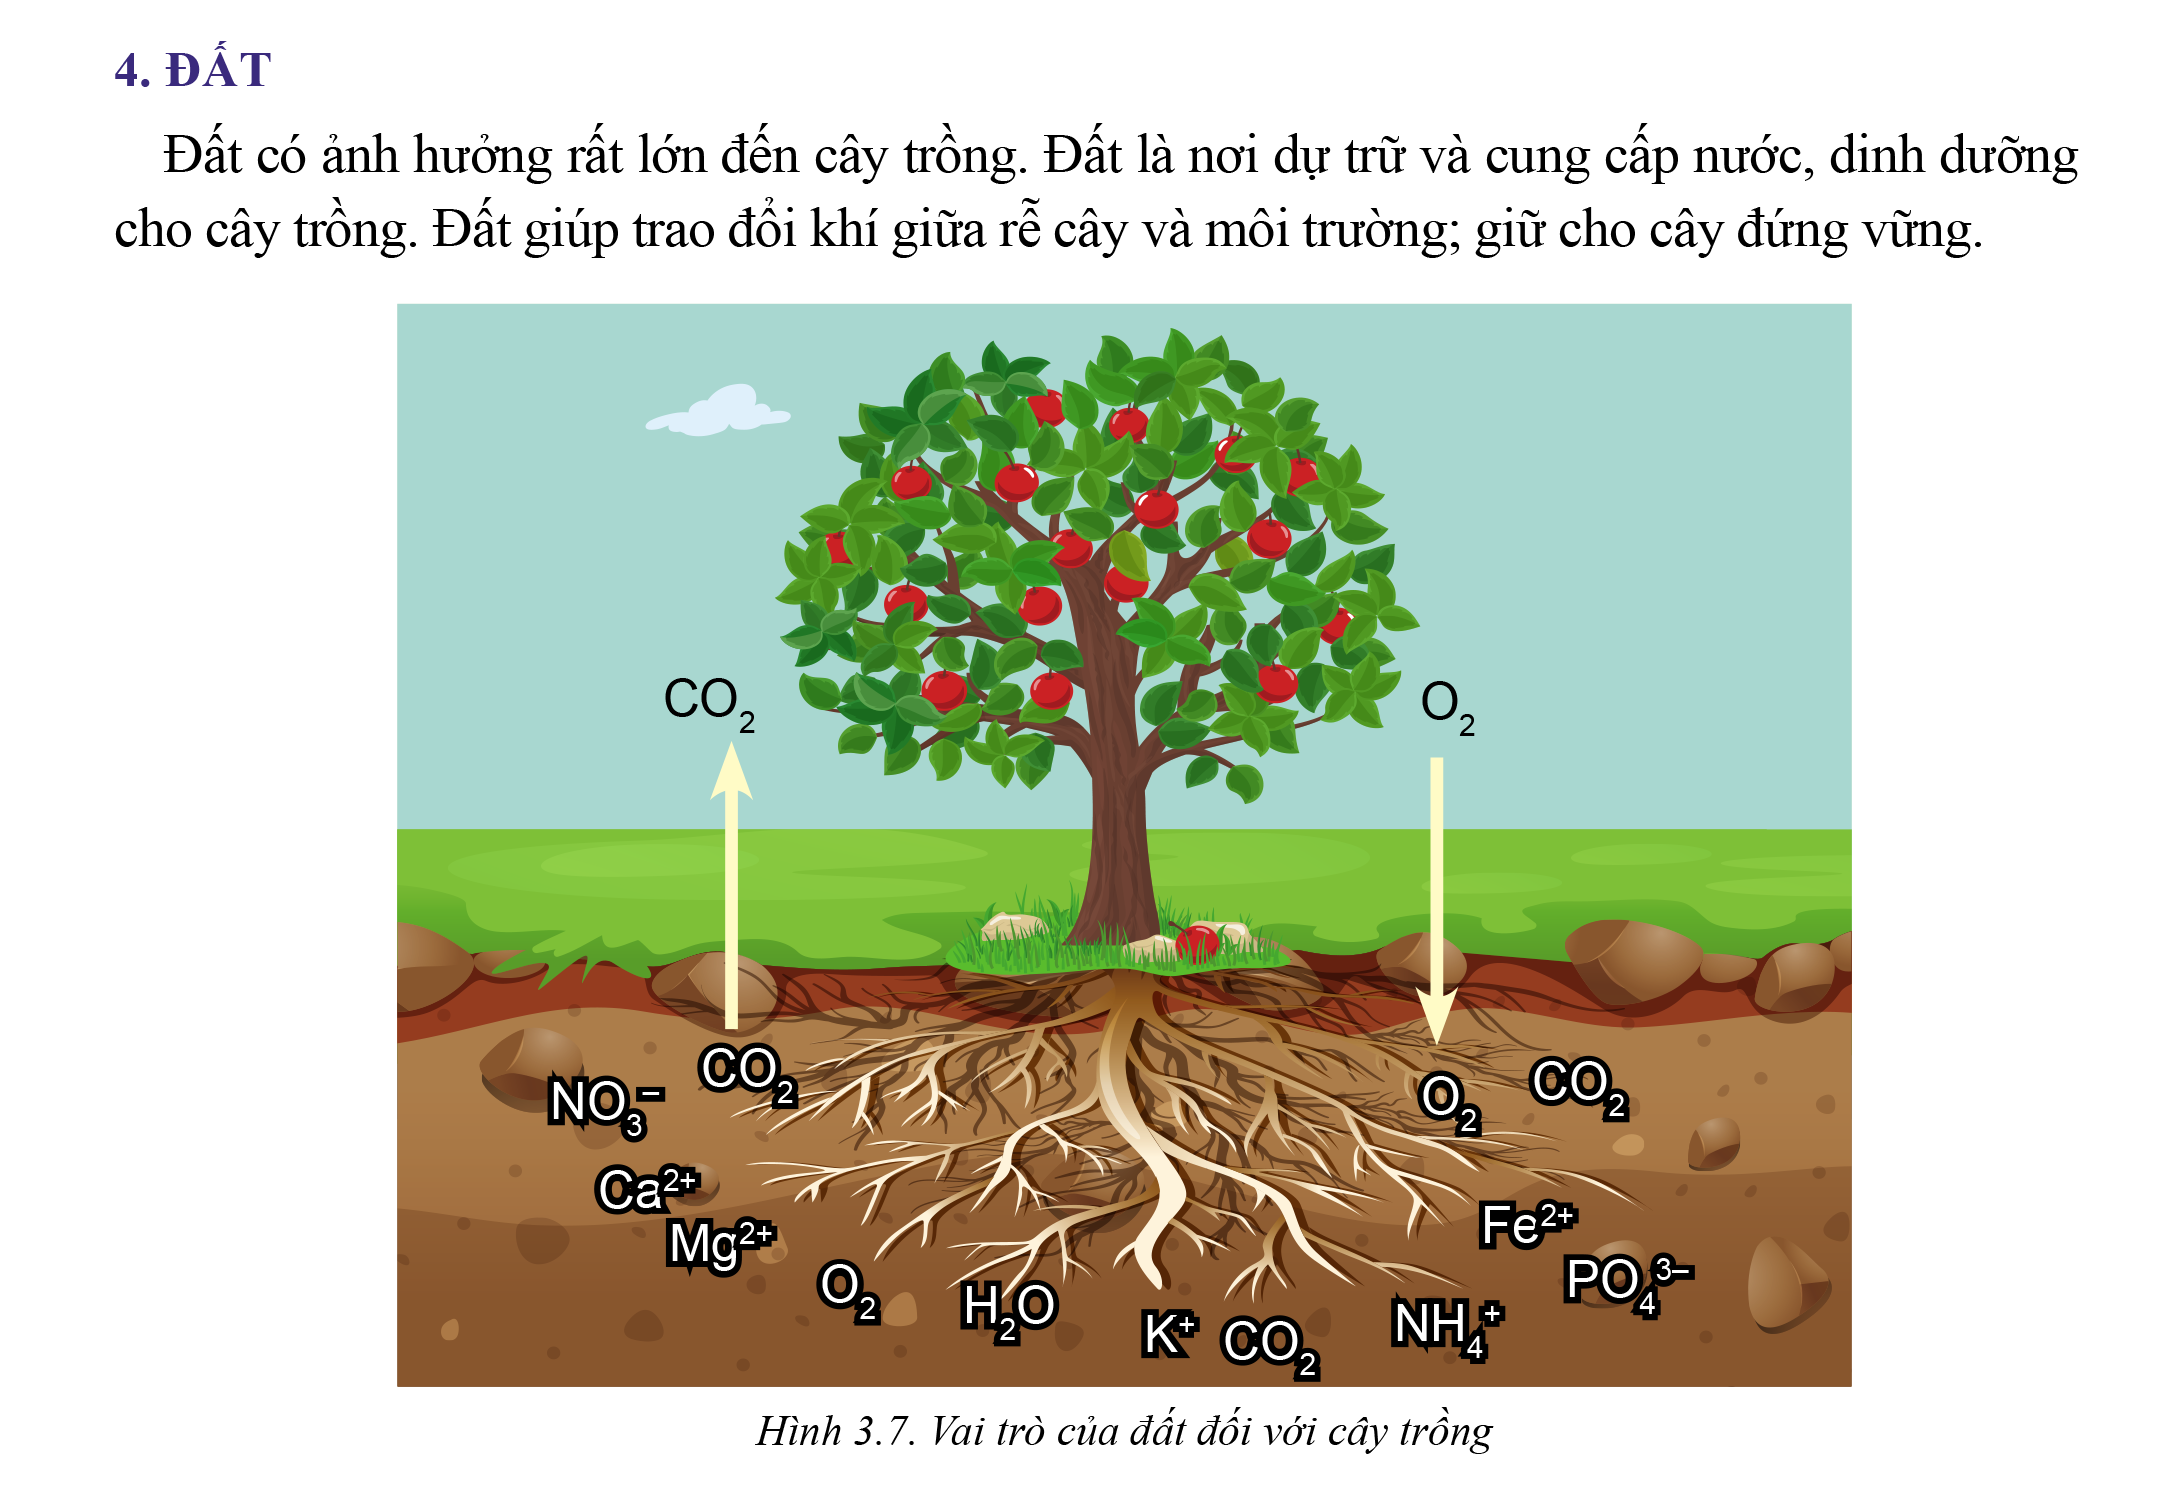 4. ĐẤT
Đất có ảnh hưởng rất lớn đến cây trồng. Đất là nơi dự trữ và cung cấp nước, dinh dưỡng
cho cây trồng. Đất giúp trao đổi khí giữa rễ cây và môi trường; giữ cho cây đứng vững.
CO₂
O₂
CO₂
O₂
CO₂
NO₃⁻
Ca²⁺
Mg²⁺
Fe²⁺
PO₄³⁻
O₂
H₂O
K⁺
CO₂
NH₄⁺
Hình 3.7. Vai trò của đất đối với cây trồng